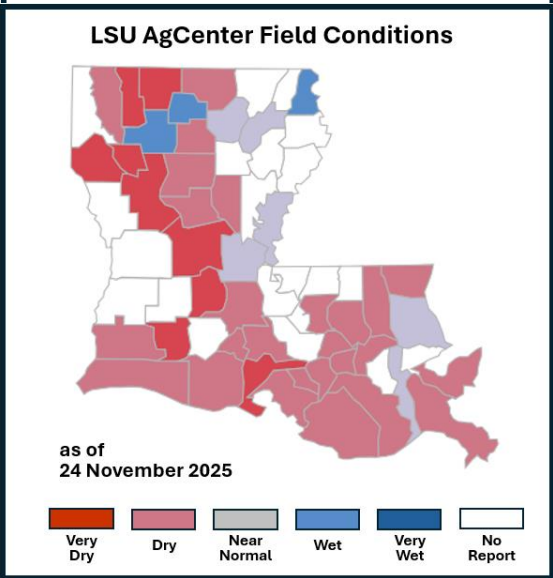 LSU AgCenter Field Conditions
as of
24 November 2025
Very
Dry
Dry
Near
Normal
Wet
Very
Wet
No
Report